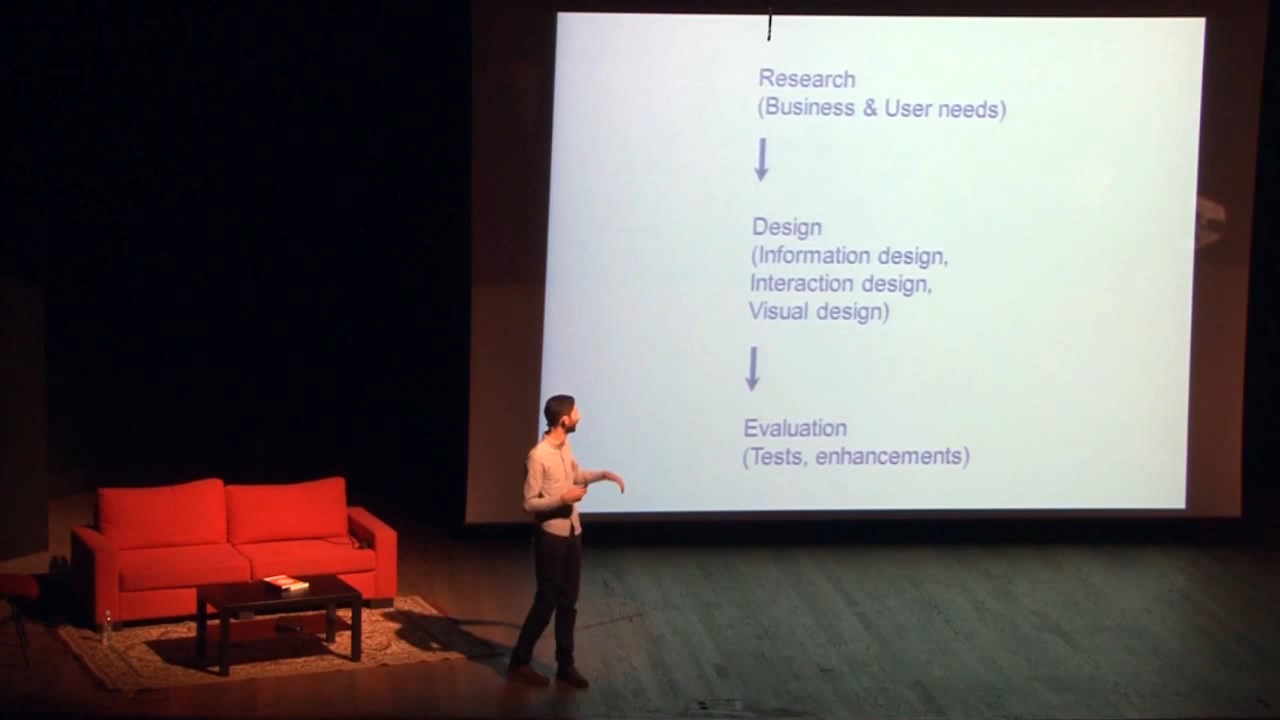 Research
(Business & User needs)
Design
(Information design,
Interaction design,
Visual design)
Evaluation
(Tests, enhancements)